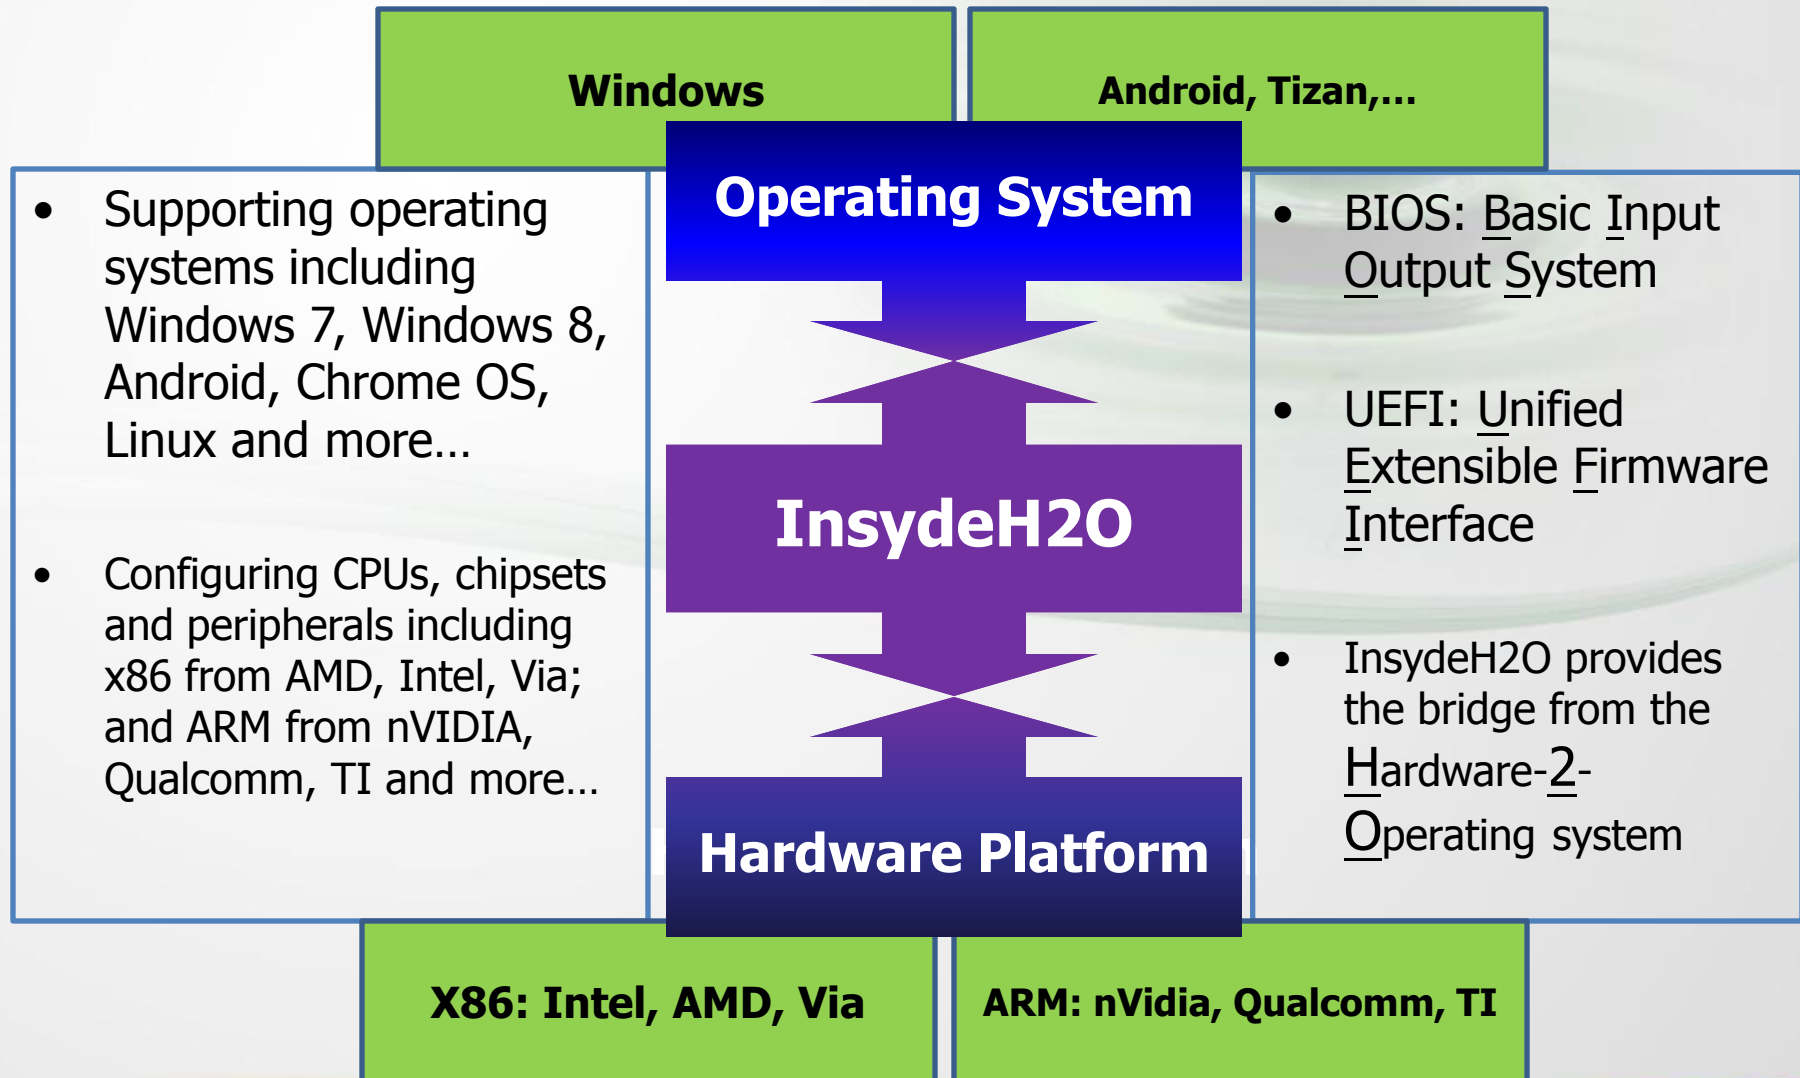 Windows
Android, Tizan,...
Operating System
• Supporting operating
systems including
Windows 7, Windows 8,
Android, Chrome OS,
Linux and more...
• Configuring CPUs, chipsets
and peripherals including
x86 from AMD, Intel, Via;
and ARM from nVIDIA,
Qualcomm, TI and more...
InsydeH2O
Hardware Platform
• BIOS: Basic Input
Output System
• UEFI: Unified
Extensible Firmware
Interface
• InsydeH2O provides
the bridge from the
Hardware-2-
Operating system
X86: Intel, AMD, Via
ARM: nVidia, Qualcomm, TI